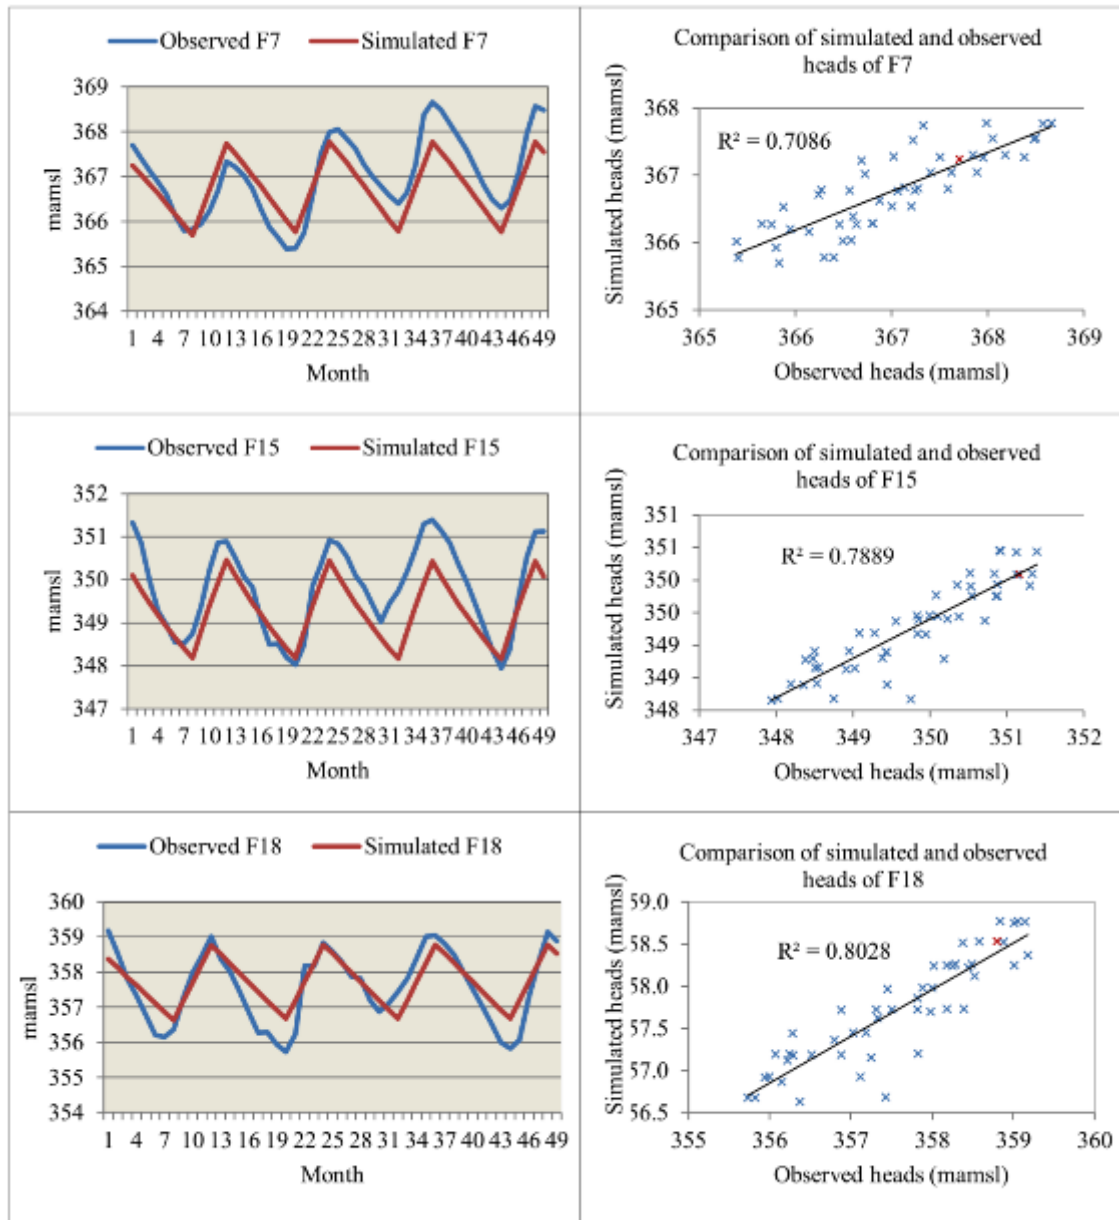 Observed F7 Simulated F7
369
368
367
366
365
364
mamsl
1 4 7 10 13 16 19 22 25 28 31 34 37 40 43 46 49
Month
Comparison of simulated and observed
heads of F7
Simulated heads (mamsl)
368
367
366
365
R² = 0.7086
365 366 367 368 369
Observed heads (mamsl)
Observed F15 Simulated F15
352
351
350
349
348
347
mamsl
1 4 7 10 13 16 19 22 25 28 31 34 37 40 43 46 49
Month
Comparison of simulated and observed
heads of F15
Simulated heads (mamsl)
351
351
350
350
349
349
348
R² = 0.7889
347 348 349 350 351 352
Observed heads (mamsl)
Observed F18 Simulated F18
360
359
358
357
356
355
354
mamsl
1 4 7 10 13 16 19 22 25 28 31 34 37 40 43 46 49
Month
Comparison of simulated and observed
heads of F18
Simulated heads (mamsl)
59.0
58.5
58.0
57.5
57.0
56.5
R² = 0.8028
355 356 357 358 359 360
Observed heads (mamsl)